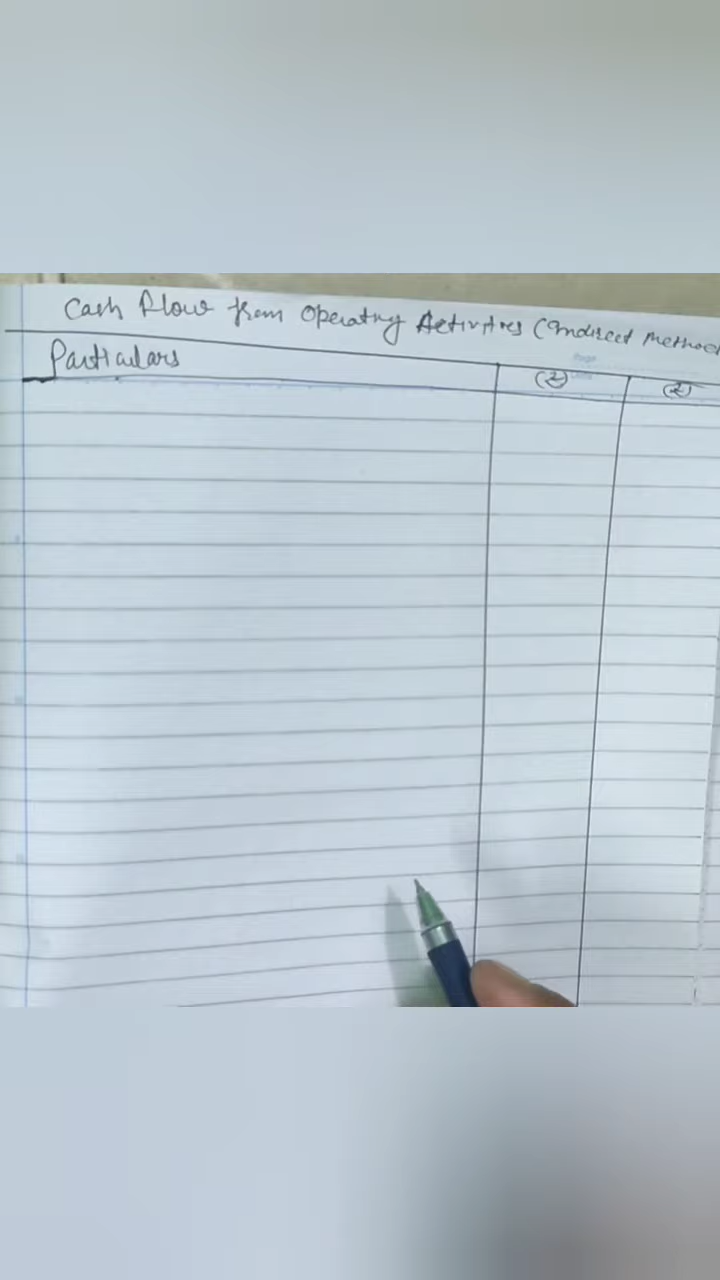 Cash Flow from Operating Activities (Indirect Method
Particulars
(₹) (₹)